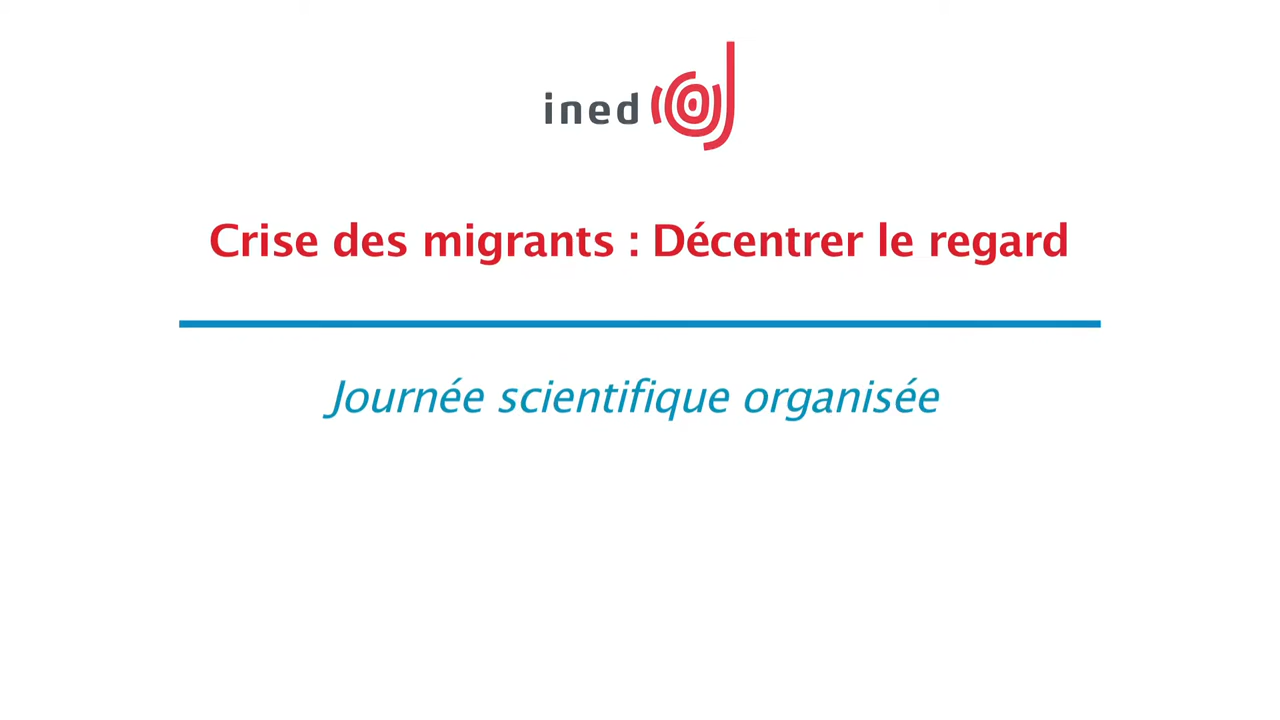 ined
Crise des migrants : Décentrer le regard
Journée scientifique organisée